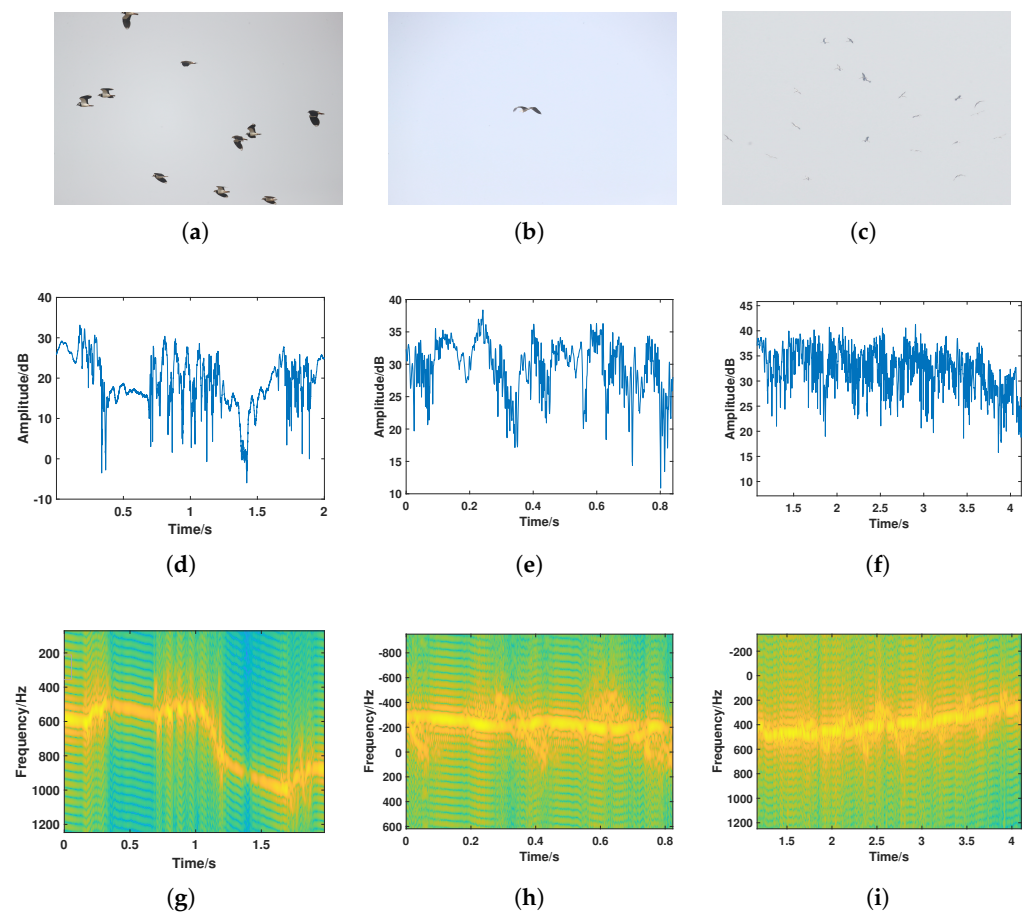 (a) (b) (c)
40
30
20
10
0
-10
Amplitude/dB
0.5 1 1.5 2
Time/s
(d)
40
35
30
25
20
15
10
Amplitude/dB
0 0.2 0.4 0.6 0.8
Time/s
(e)
45
40
35
30
25
35
15
10
Amplitude/dB
1.5 2 2.5 3 3.5 4
Time/s
(f)
200
400
600
800
1000
1200
Frequency/Hz
0 0.5 1 1.5
Time/s
(g)
-800
-600
-400
-200
0
200
400
600
Frequency/Hz
0 0.2 0.4 0.6 0.8
Time/s
(h)
-200
0
200
400
600
800
1000
1200
Frequency/Hz
1.5 2 2.5 3 3.5 4
Time/s
(i)